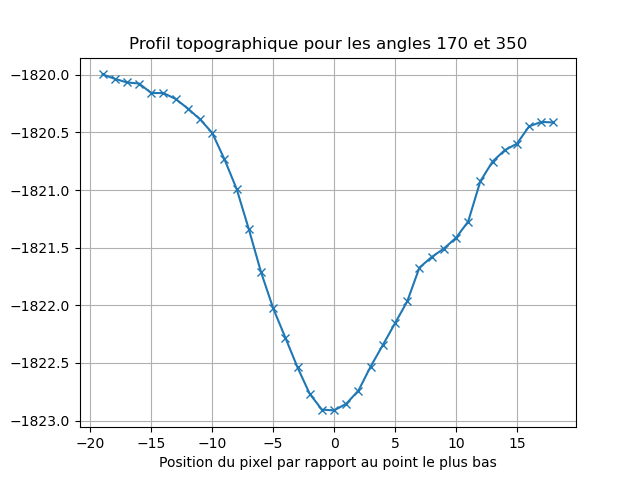 Profil topographique pour les angles 170 et 350
−1820.0
−1820.5
−1821.0
−1821.5
−1822.0
−1822.5
−1823.0
−20 −15 −10 −5 0 5 10 15
Position du pixel par rapport au point le plus bas